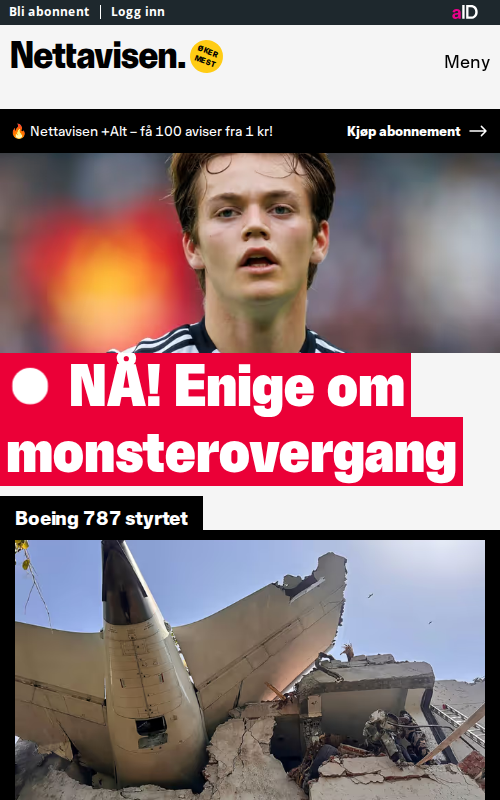 Bli abonnent | Logg inn
aID
Nettavisen.
ØKER
MEST
Meny
🔥 Nettavisen +Alt – få 100 aviser fra 1 kr!
Kjøp abonnement →
NÅ! Enige om
monsterovergang
Boeing 787 styrtet